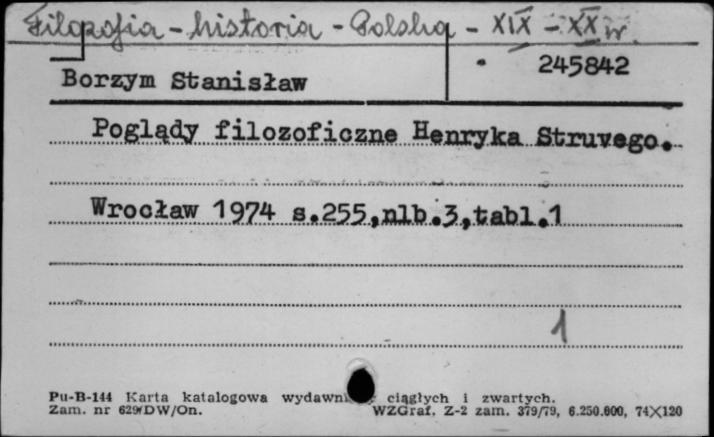 Filozofia - historia - Polska - XIX - XX w
245842
Borzym Stanisław
Poglądy filozoficzne Henryka Struvego.
Wrocław 1974 s.255,nlb.3,tabl.1
1
Pu-B-144 Karta katalogowa ciągłych i zwartych.
Zam. nr 629/DW/On. WZGraf. Z-2 zam. 379/79, 6.250.000, 74X120